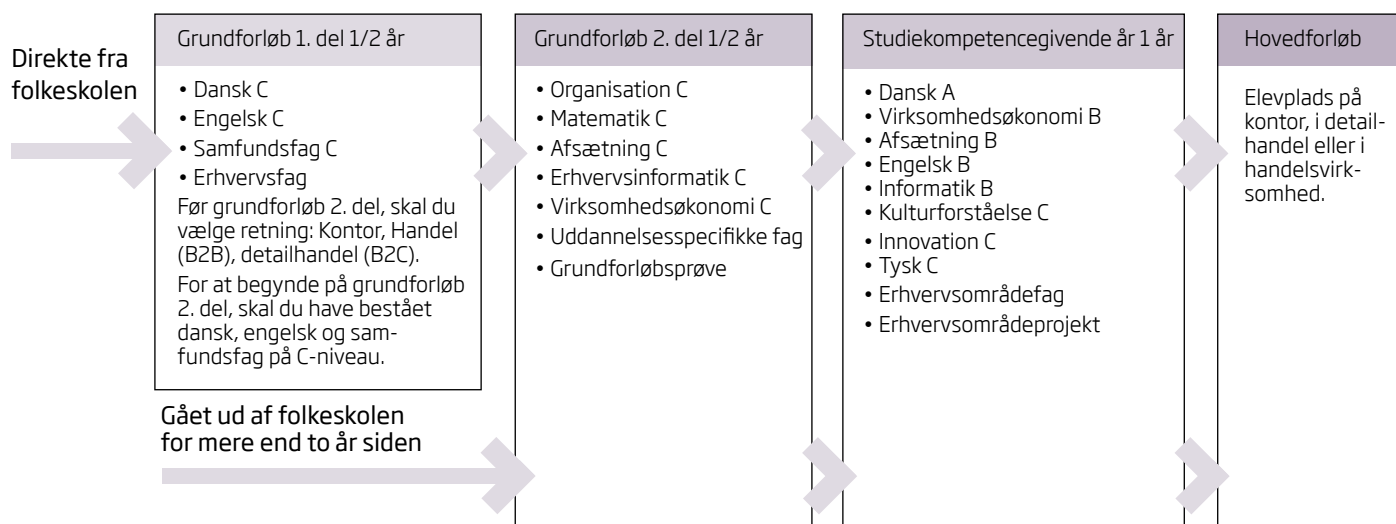 Direkte fra
folkeskolen
Grundforløb 1. del 1/2 år
• Dansk C
• Engelsk C
• Samfundsfag C
• Erhvervsfag
Før grundforløb 2. del, skal du
vælge retning: Kontor, Handel
(B2B), detailhandel (B2C).
For at begynde på grundforløb
2. del, skal du have bestået
dansk, engelsk og sam-
fundsfag på C-niveau.
Gået ud af folkeskolen
for mere end to år siden
Grundforløb 2. del 1/2 år
• Organisation C
• Matematik C
• Afsætning C
• Erhvervsinformatik C
• Virksomhedsøkonomi C
• Uddannelsesspecifikke fag
• Grundforløbsprøve
Studiekompetencegivende år 1 år
• Dansk A
• Virksomhedsøkonomi B
• Afsætning B
• Engelsk B
• Informatik B
• Kulturforståelse C
• Innovation C
• Tysk C
• Erhvervsområdefag
• Erhvervsområdeprojekt
Hovedforløb
Elevplads på
kontor, i detail-
handel eller i
handelsvirk-
somhed.